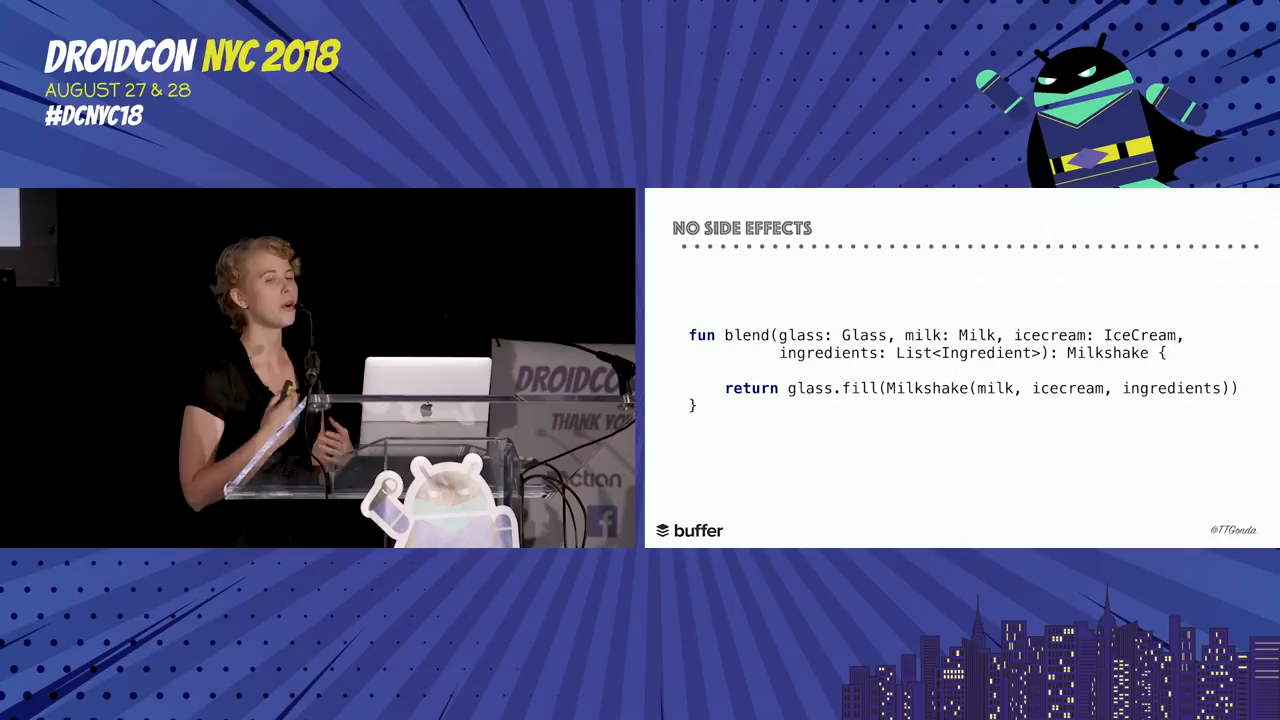 DROIDCON NYC 2018
AUGUST 27 & 28
#DCNYC18
DROIDCO
THANK YO
ction
NO SIDE EFFECTS
fun blend(glass: Glass, milk: Milk, icecream: IceCream,
ingredients: List<Ingredient>): Milkshake {
return glass.fill(Milkshake(milk, icecream, ingredients))
}
buffer
@TTGonda